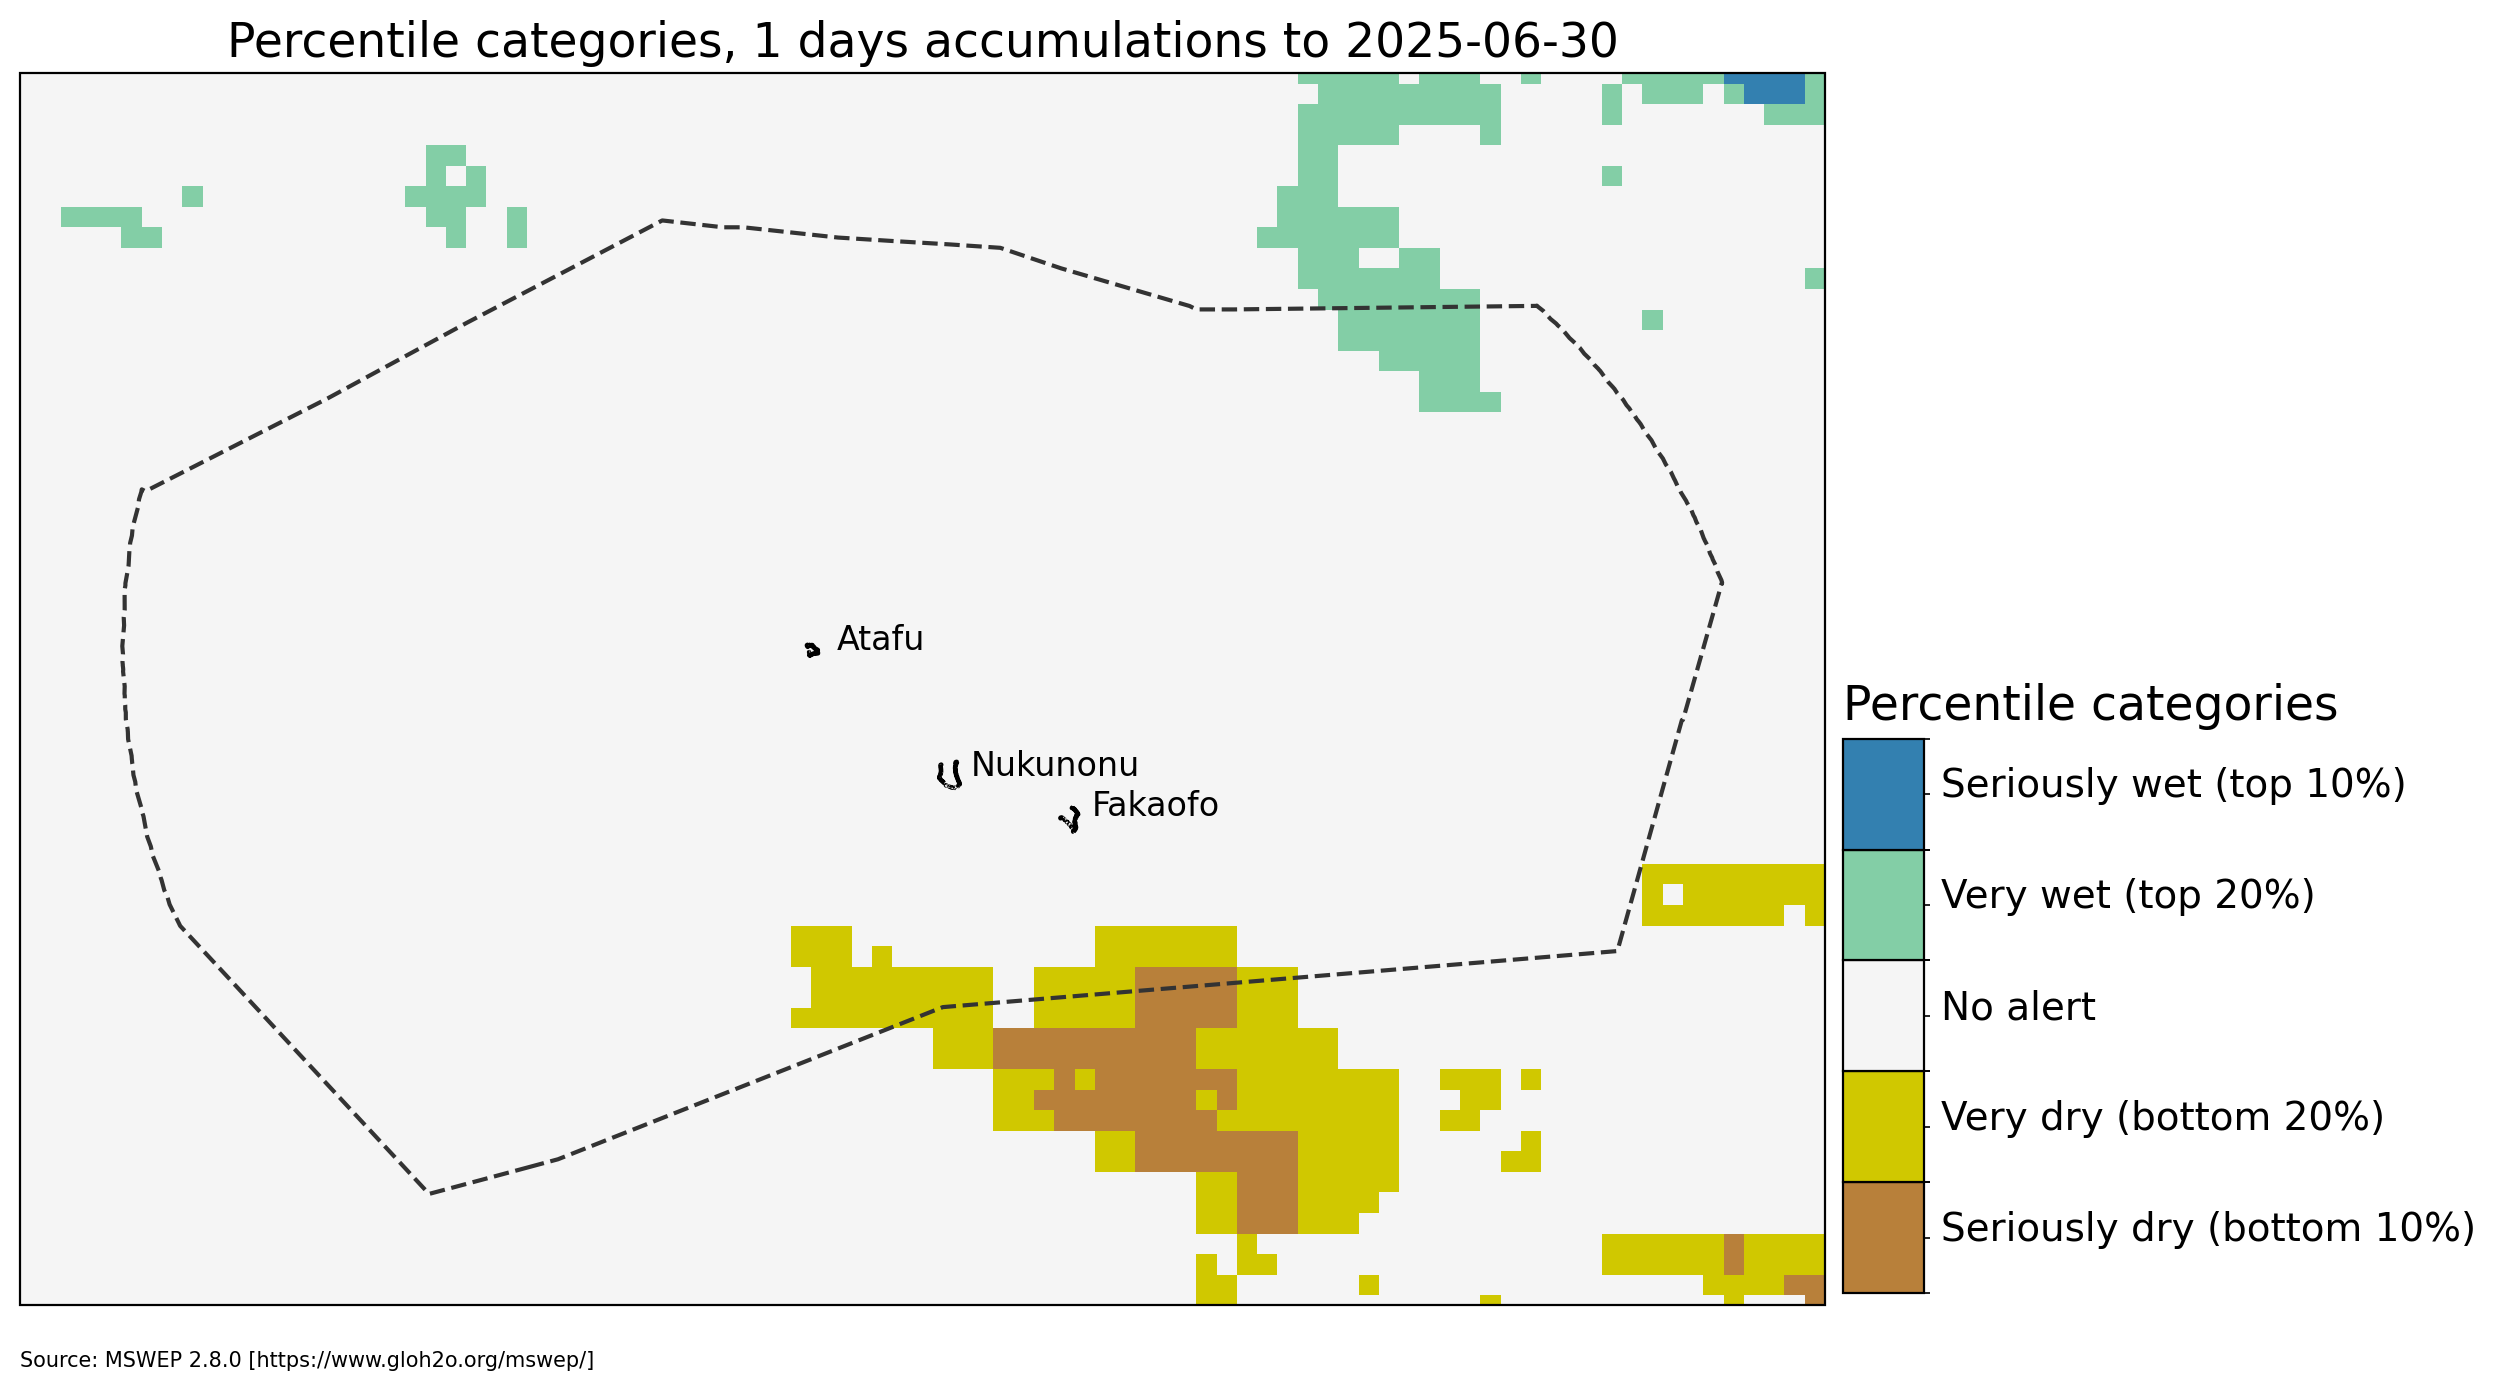 Percentile categories, 1 days accumulations to 2025-06-30
Atafu
Nukunonu
Fakaofo
Percentile categories
Seriously wet (top 10%)
Very wet (top 20%)
No alert
Very dry (bottom 20%)
Seriously dry (bottom 10%)
Source: MSWEP 2.8.0 [https://www.gloh2o.org/mswep/]